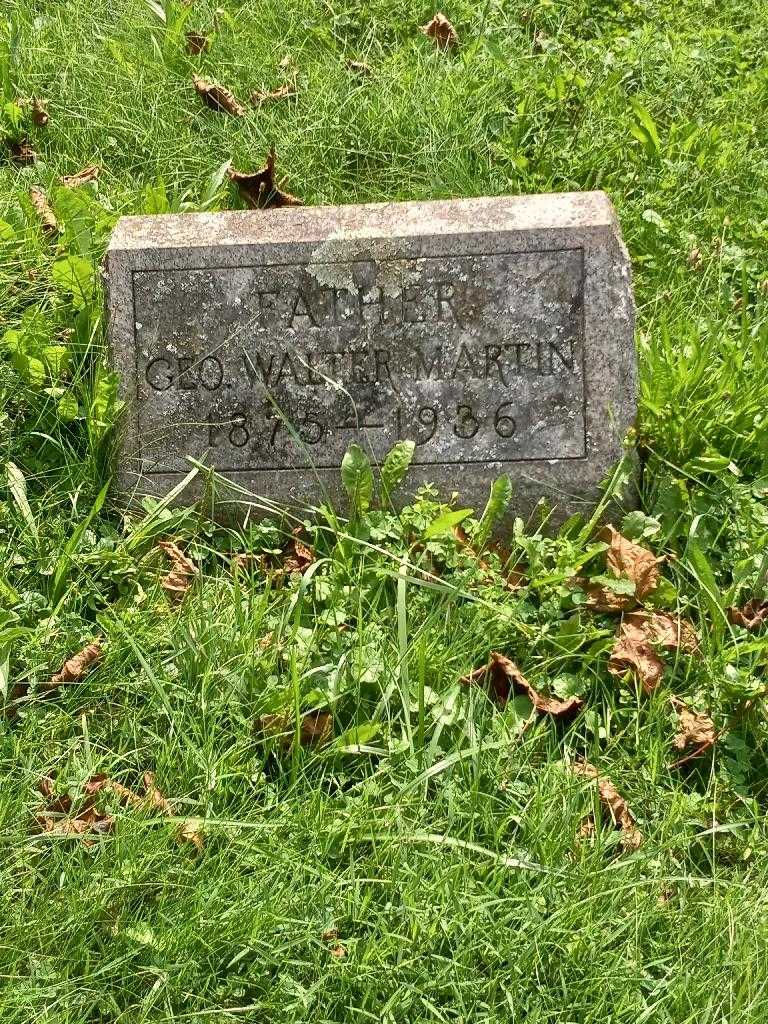 FATHER
GEO. WALTER MARTIN
1875—1936